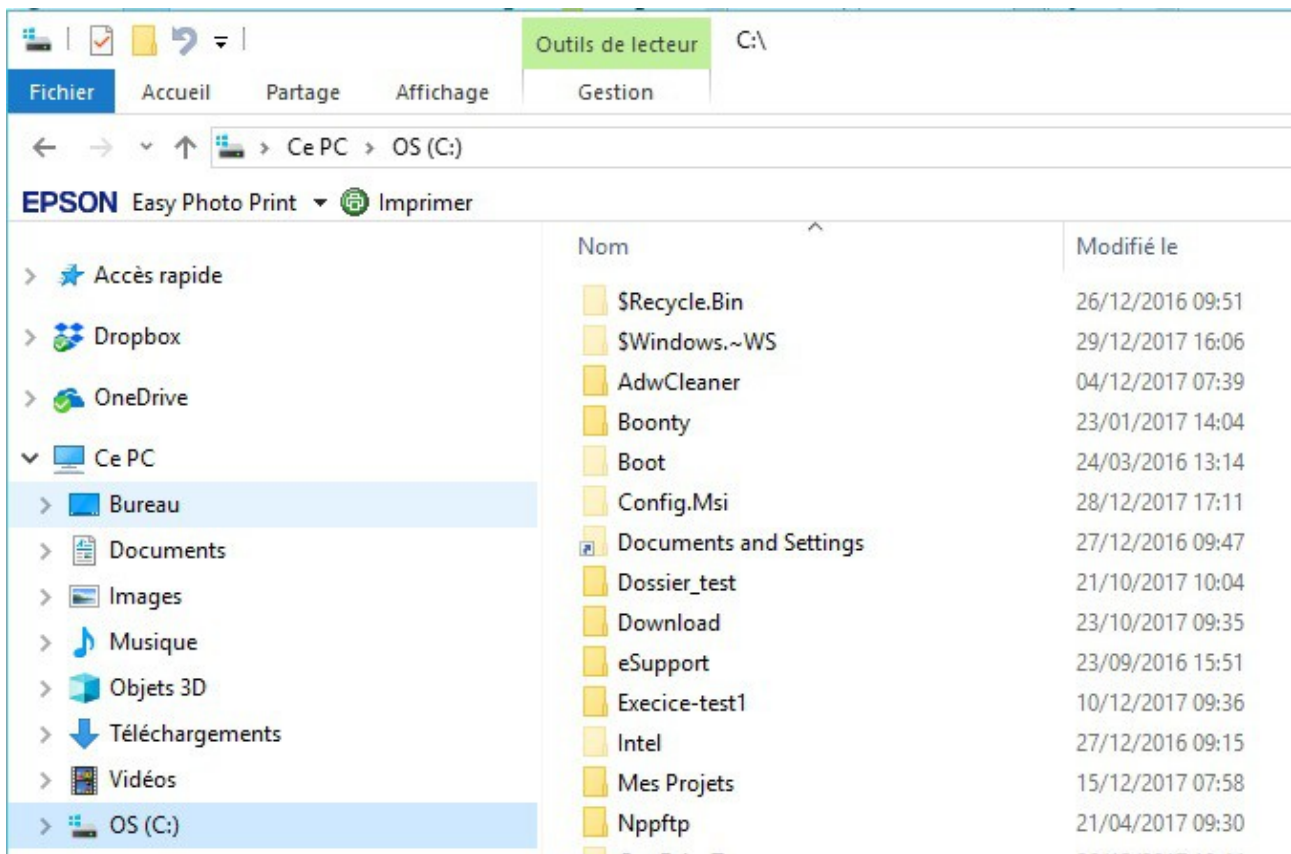 Outils de lecteur C:\
Fichier Accueil Partage Affichage Gestion
Ce PC > OS (C:)
EPSON Easy Photo Print Imprimer
Nom Modifié le
Accès rapide
Dropbox
OneDrive
Ce PC
Bureau
Documents
Images
Musique
Objets 3D
Téléchargements
Vidéos
OS (C:)
$Recycle.Bin 26/12/2016 09:51
$Windows.~WS 29/12/2017 16:06
AdwCleaner 04/12/2017 07:39
Boonty 23/01/2017 14:04
Boot 24/03/2016 13:14
Config.Msi 28/12/2017 17:11
Documents and Settings 27/12/2016 09:47
Dossier_test 21/10/2017 10:04
Download 23/10/2017 09:35
eSupport 23/09/2016 15:51
Execice-test1 10/12/2017 09:36
Intel 27/12/2016 09:15
Mes Projets 15/12/2017 07:58
Nppftp 21/04/2017 09:30